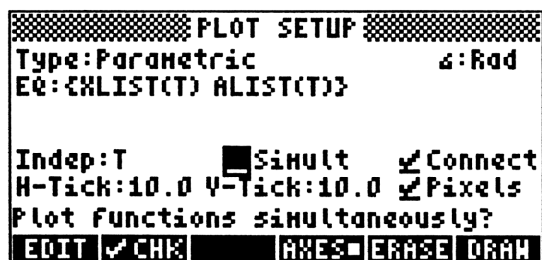 PLOT SETUP
Type:Parametric ∡:Rad
EQ:{XLIST(T) ALIST(T)}
Indep:T Simult ✓Connect
H-Tick:10.0 V-Tick:10.0 ✓Pixels
Plot functions simultaneously?
EDIT ✓CHK AXES■ ERASE DRAW